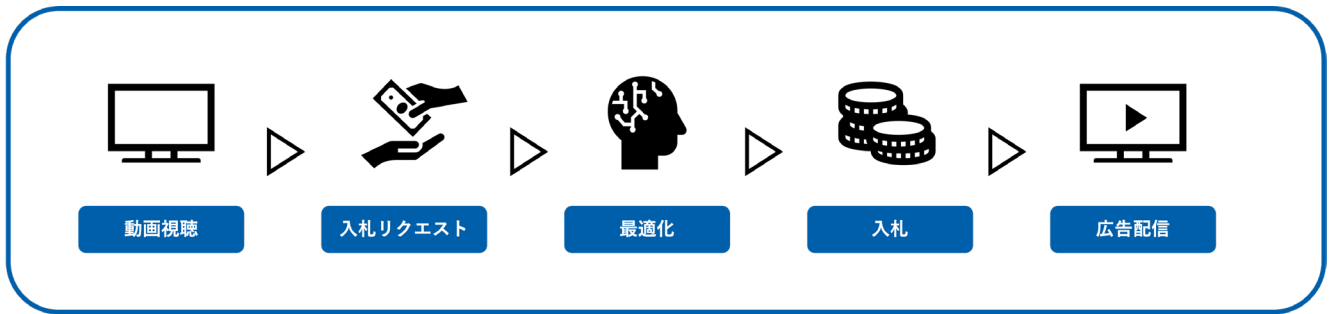 動画視聴
入札リクエスト
最適化
入札
広告配信